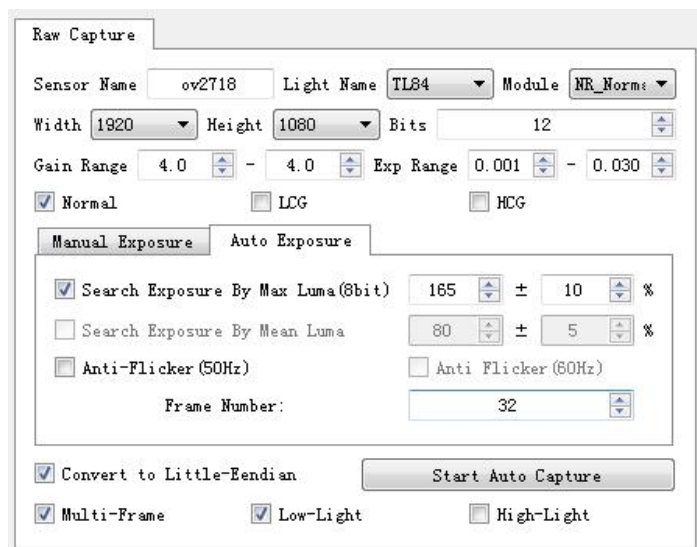 Raw Capture
Sensor Name ov2718 Light Name TL84 Module
Width 1920 Height 1080 Bits 12
Gain Range 4.0 - 4.0 Exp Range 0.001 - 0.030
Normal LCG HCG
Manual Exposure Auto Exposure
Search Exposure By Max Luma(8bit) 165 ± 10 %
Search Exposure By Mean Luma 80 ± 5 %
Anti-Flicker(50Hz) Anti Flicker(60Hz)
Frame Number: 32
Convert to Little-Eendian Start Auto Capture
Multi-Frame Low-Light High-Light